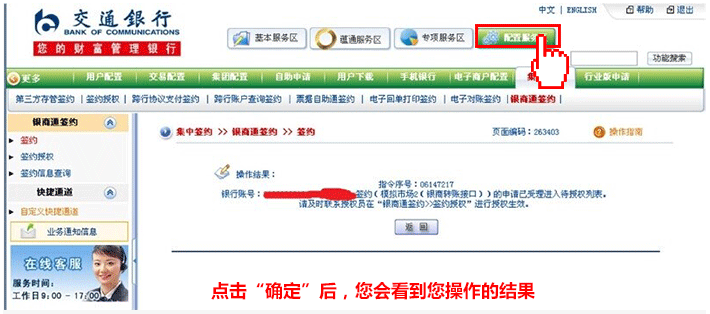 中文 | ENGLISH 帮助 退出
交通銀行
BANK OF COMMUNICATIONS
您的财富管理银行
基本服务区 蕴通服务区 专项服务区 配置服务
功能搜索
更多 用户配置 交易配置 集团配置 自助申请 用户下载 手机银行 电子商户配置 集 行业版申请
第三方存管签约 | 签约授权 | 跨行协议支付签约 | 跨行账户查询签约 | 票据自助通签约 | 电子回单打印签约 | 电子对账签约 | 银商通签约 |
银商通签约
签约
签约授权
签约信息查询
快捷通道
自定义快捷通道
业务通知信息
在线客服
服务时间:
工作日9:00 - 17:00
集中签约 >> 银商通签约 >> 签约 页面编码:263403 操作指南
操作结果:
指令序号:06147217
银行账号: 签约(模拟市场2(银商转账接口))的申请已受理进入待授权列表。
请及时联系授权员在“银商通签约>>签约授权”进行授权生效。
返 回
点击“确定”后,您会看到您操作的结果